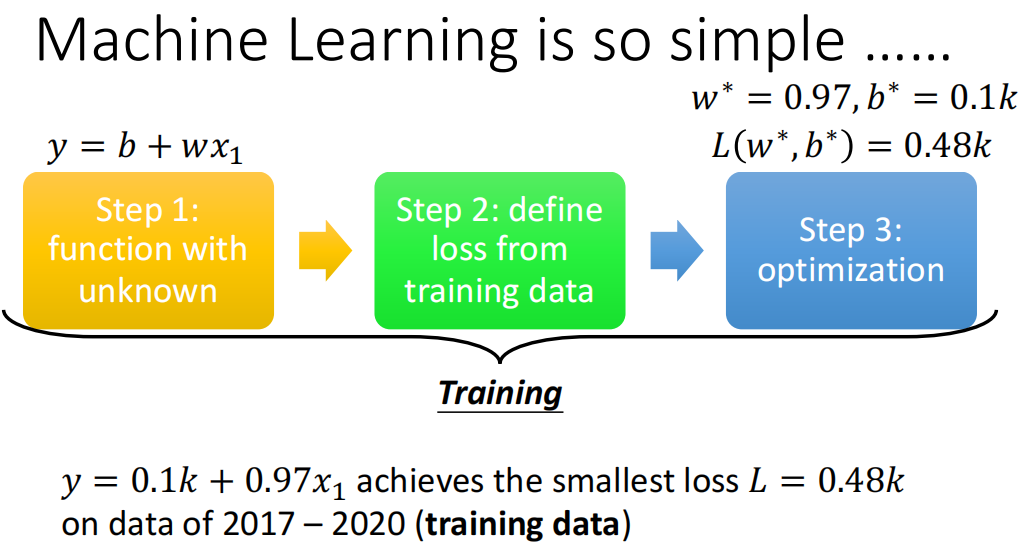 Machine Learning is so simple ……
w* = 0.97, b* = 0.1k
y = b + wx₁
L(w*, b*) = 0.48k
Step 1:
function with
unknown
Step 2: define
loss from
training data
Step 3:
optimization
Training
y = 0.1k + 0.97x₁ achieves the smallest loss L = 0.48k
on data of 2017 – 2020 (training data)